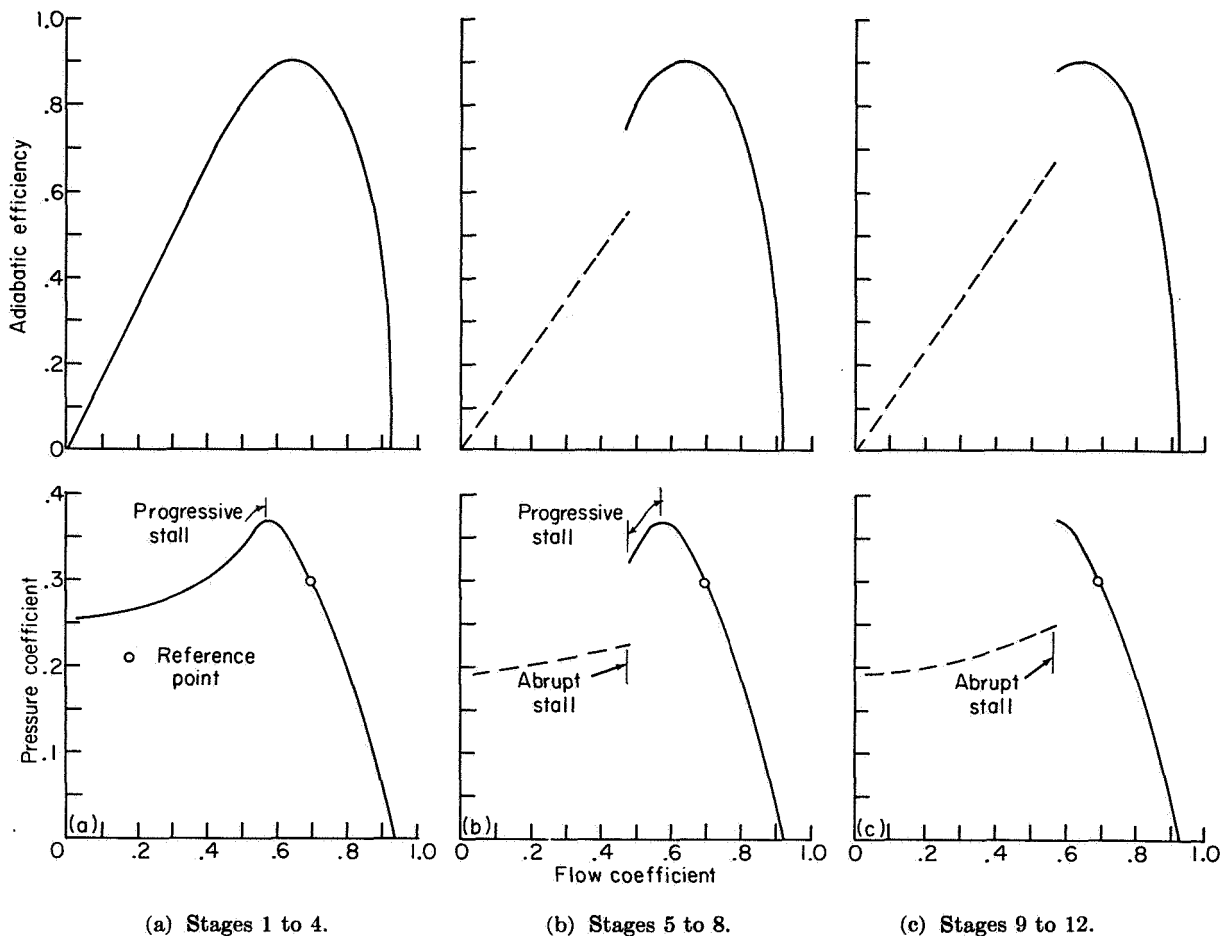 1.0
.8
.6
.4
.2
0
Adiabatic efficiency
.4
.3
.2
.1
Pressure coefficient
Progressive
stall
Reference
point
(a)
0 .2 .4 .6 .8 1.0
Progressive
stall
Abrupt
stall
(b)
0 .2 .4 .6 .8 1.0
Abrupt
stall
(c)
0 .2 .4 .6 .8 1.0
Flow coefficient
(a) Stages 1 to 4.
(b) Stages 5 to 8.
(c) Stages 9 to 12.